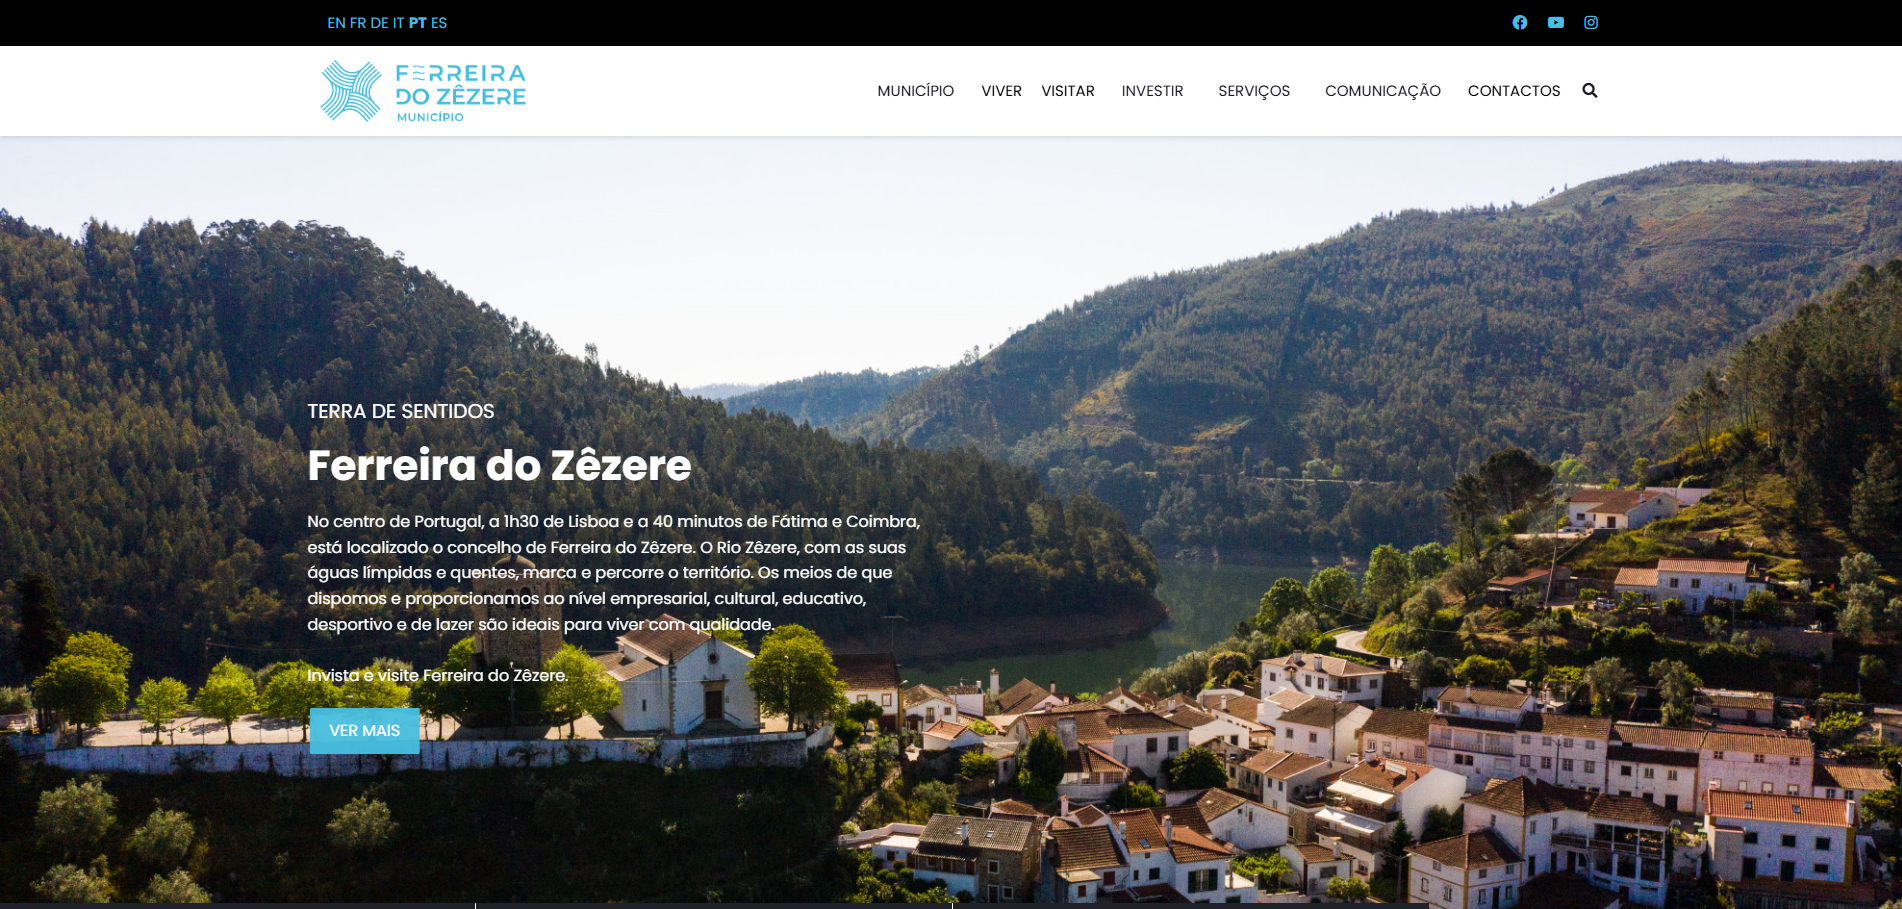 EN FR DE IT PT ES
FERREIRA
DO ZÊZERE
MUNICÍPIO
MUNICÍPIO VIVER VISITAR INVESTIR SERVIÇOS COMUNICAÇÃO CONTACTOS
TERRA DE SENTIDOS
Ferreira do Zêzere
No centro de Portugal, a 1h30 de Lisboa e a 40 minutos de Fátima e Coimbra,
está localizado o concelho de Ferreira do Zêzere. O Rio Zêzere, com as suas
águas límpidas e quentes, marca e percorre o território. Os meios de que
dispomos e proporcionamos ao nível empresarial, cultural, educativo,
desportivo e de lazer são ideais para viver com qualidade.
Invista e visite Ferreira do Zêzere.
VER MAIS